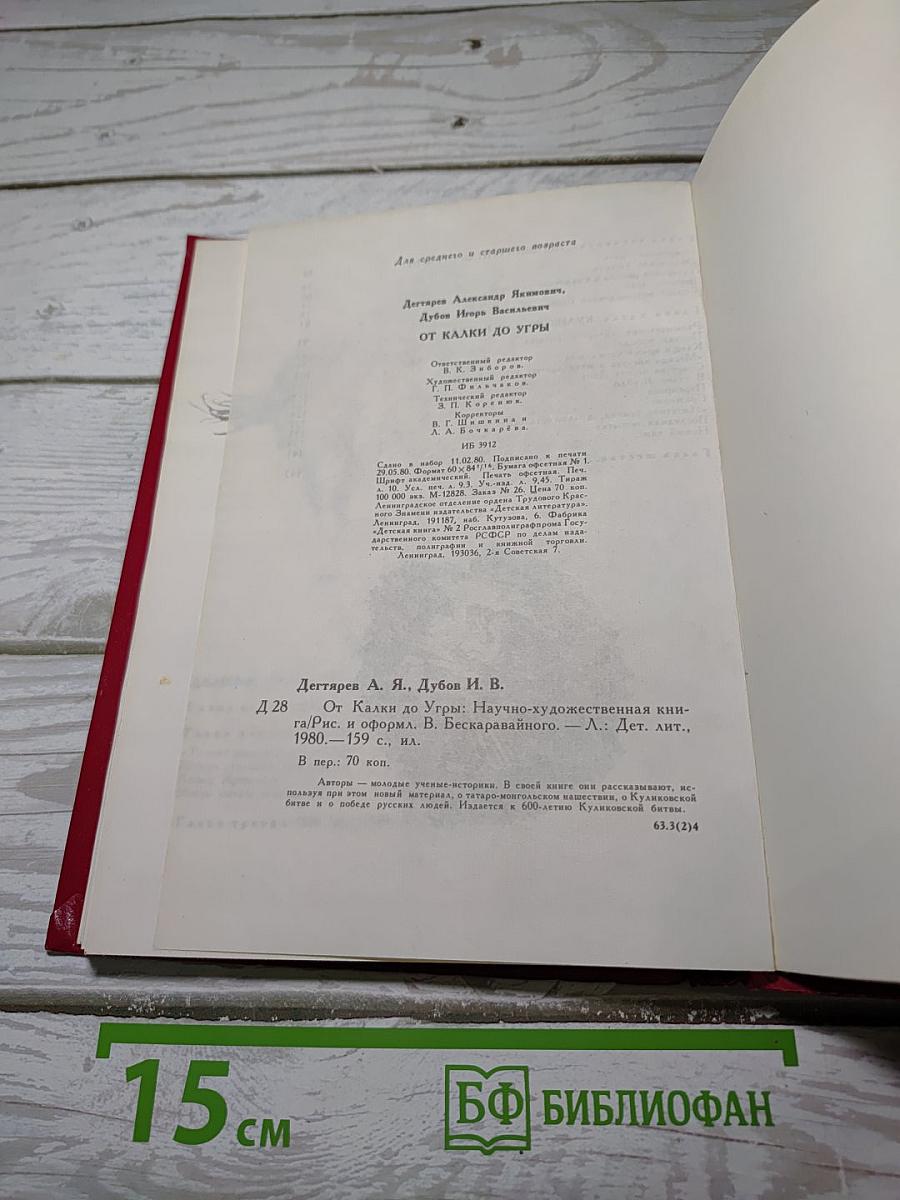 Для среднего и старшего возраста
Дегтярев Александр Якимович,
Дубов Игорь Васильевич
ОТ КАЛКИ ДО УГРЫ
Ответственный редактор
В. К. Зиборов.
Художественный редактор
Г. П. Фильчаков.
Технический редактор
З. П. Коренюк.
Корректоры
В. Г. Шишкина и
Л. А. Бочкарёва.
ИБ 3912
Сдано в набор 11.02.80. Подписано к печати
29.05.80. Формат 60×84¹/₁₆. Бумага офсетная № 1.
Шрифт академический. Печать офсетная. Печ.
л. 10. Усл. печ. л. 9,3. Уч.-изд. л. 9,45. Тираж
100 000 экз. М-12828. Заказ № 26. Цена 70 коп.
Ленинградское отделение ордена Трудового Крас-
ного Знамени издательства «Детская литература».
Ленинград, 191187, наб. Кутузова, 6. Фабрика
«Детская книга» № 2 Росглавполиграфпрома Госу-
дарственного комитета РСФСР по делам изда-
тельств, полиграфии и книжной торговли.
Ленинград, 193036, 2-я Советская 7.
Дегтярев А. Я., Дубов И. В.
Д 28 От Калки до Угры: Научно-художественная кни-
га/Рис. и оформл. В. Бескаравайного. — Л.: Дет. лит.,
1980.—159 с., ил.
В пер.: 70 коп.
Авторы — молодые ученые-историки. В своей книге они рассказывают, ис-
пользуя при этом новый материал, о татаро-монгольском нашествии, о Куликовской
битве и о победе русских людей. Издается к 600-летию Куликовской битвы.
63.3(2)4
15 см
БФ БИБЛИОФАН